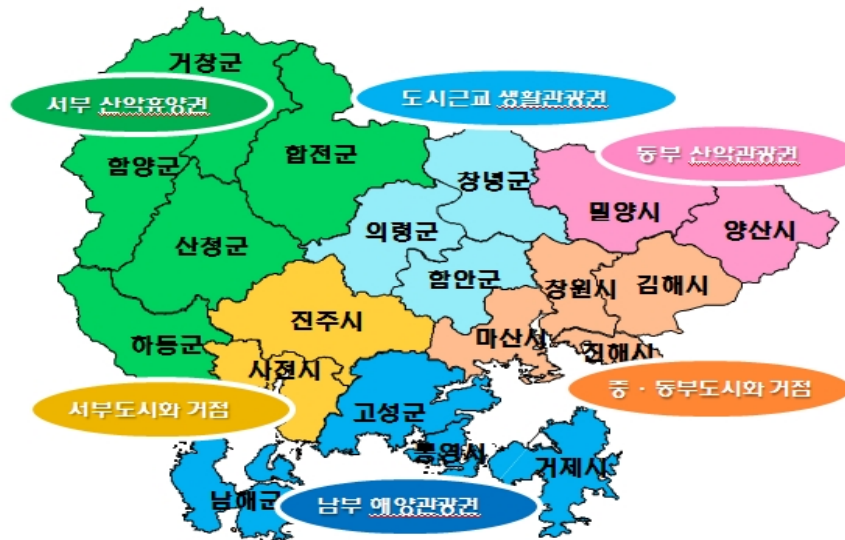 거창군
서부 산악휴양권
도시근교 생활관광권
함양군
합천군
창녕군
동부 산악관광권
밀양시
양산시
산청군
의령군
함안군
창원시
김해시
진주시
하동군
마산시
진해시
사천시
서부도시화 거점
고성군
중 · 동부도시화 거점
통영시
거제시
남해군
남부 해양관광권